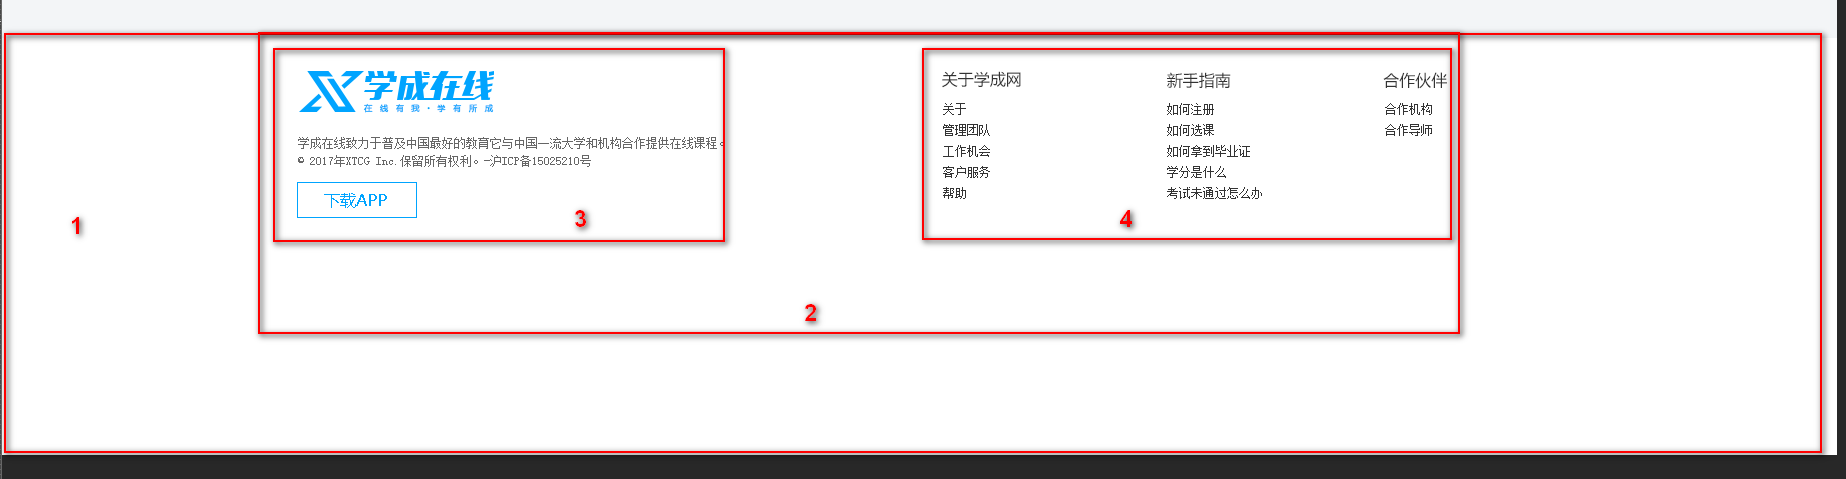 学成在线
在线有我·学有所成
学成在线致力于普及中国最好的教育它与中国一流大学和机构合作提供在线课程。
© 2017年XTCG Inc.保留所有权利。-沪ICP备15025210号
下载APP
关于学成网
关于
管理团队
工作机会
客户服务
帮助
新手指南
如何注册
如何选课
如何拿到毕业证
学分是什么
考试未通过怎么办
合作伙伴
合作机构
合作导师
1
3
4
2